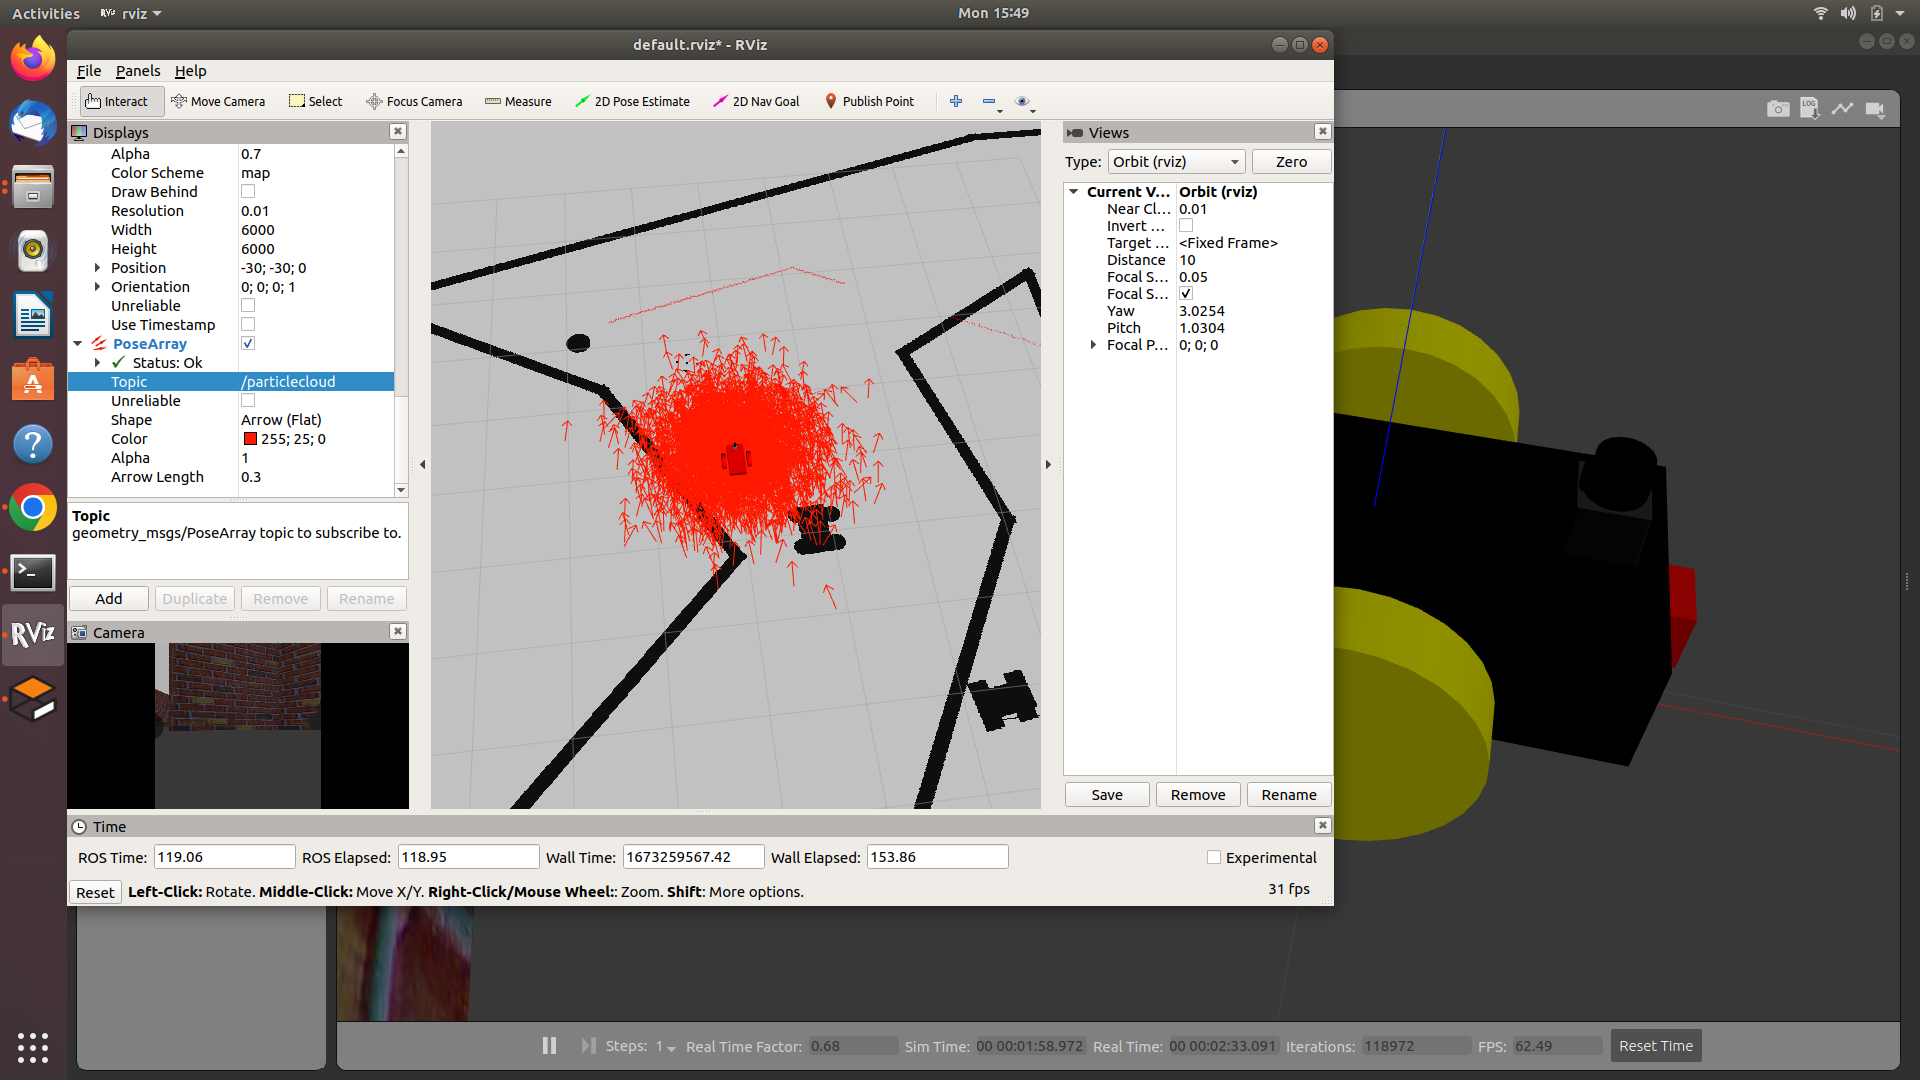 Activities
rviz
Mon 15:49
default.rviz* - RViz
File Panels Help
Interact Move Camera Select Focus Camera Measure 2D Pose Estimate 2D Nav Goal Publish Point
LOG
Displays
Alpha 0.7
Color Scheme map
Draw Behind
Resolution 0.01
Width 6000
Height 6000
Position -30; -30; 0
Orientation 0; 0; 0; 1
Unreliable
Use Timestamp
PoseArray
Status: Ok
Topic /particlecloud
Unreliable
Shape Arrow (Flat)
Color 255; 25; 0
Alpha 1
Arrow Length 0.3
Topic
geometry_msgs/PoseArray topic to subscribe to.
Add Duplicate Remove Rename
RViz
Camera
Views
Type: Orbit (rviz) Zero
Current V... Orbit (rviz)
Near Cl... 0.01
Invert ...
Target ... <Fixed Frame>
Distance 10
Focal S... 0.05
Focal S...
Yaw 3.0254
Pitch 1.0304
Focal P... 0; 0; 0
Save Remove Rename
Time
ROS Time: 119.06 ROS Elapsed: 118.95 Wall Time: 1673259567.42 Wall Elapsed: 153.86 Experimental
Reset Left-Click: Rotate. Middle-Click: Move X/Y. Right-Click/Mouse Wheel:: Zoom. Shift: More options. 31 fps
Steps: 1 Real Time Factor: 0.68 Sim Time: 00 00:01:58.972 Real Time: 00 00:02:33.091 Iterations: 118972 FPS: 62.49 Reset Time